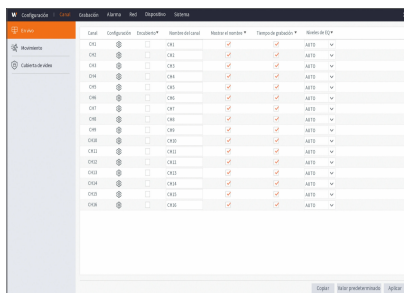 Configuración / Canal Grabación Alarma Red Dispositivo Sistema
En vivo
Movimiento
Cubierta de video
Canal Configuración Encubierto Nombre del canal Mostrar el nombre Tiempo de grabación Niveles de EQ
CH1 CH1 AUTO
CH2 CH2 AUTO
CH3 CH3 AUTO
CH4 CH4 AUTO
CH5 CH5 AUTO
CH6 CH6 AUTO
CH7 CH7 AUTO
CH8 CH8 AUTO
CH9 CH9 AUTO
CH10 CH10 AUTO
CH11 CH11 AUTO
CH12 CH12 AUTO
CH13 CH13 AUTO
CH14 CH14 AUTO
CH15 CH15 AUTO
CH16 CH16 AUTO
Copiar Valor predeterminado Aplicar